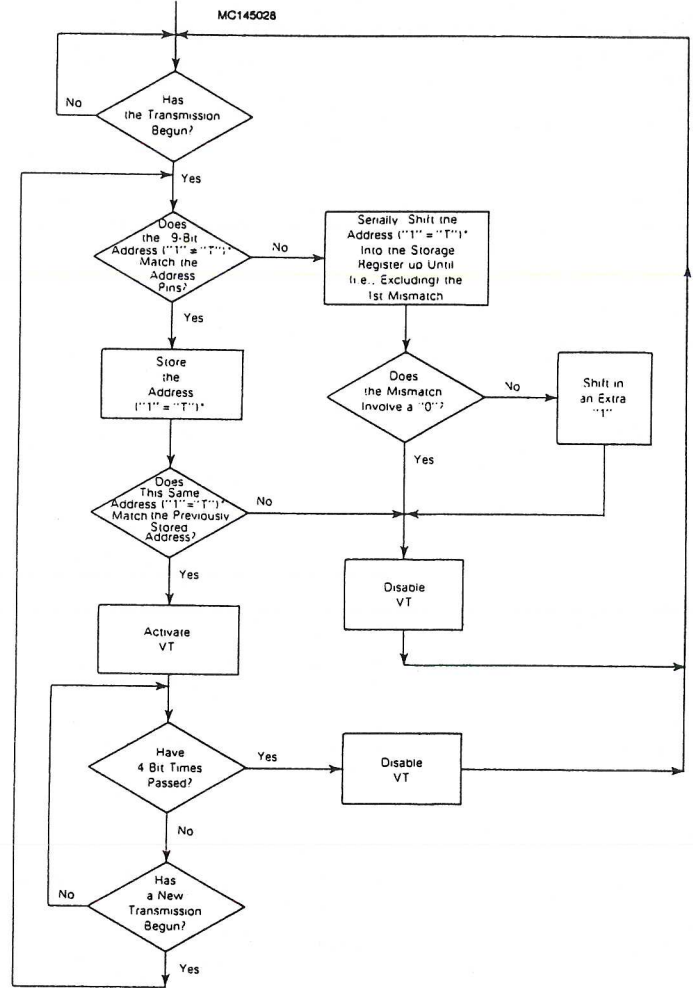 MC145028
Has
the Transmission
Begun?
No
Yes
Does
the 9-Bit
Address ("1" ≠ "T")*
Match the
Address
Pins?
No
Yes
Serially Shift the
Address ("1" = "T")*
Into the Storage
Register up Until
(i.e., Excluding) the
1st Mismatch
Store
the
Address
("1" = "T")*
Does
the Mismatch
Involve a "0"?
No
Yes
Shift in
an Extra
"1"
Does
This Same
Address ("1"="T")*
Match the Previously
Stored
Address?
No
Yes
Disable
VT
Activate
VT
Have
4 Bit Times
Passed?
Yes
No
Disable
VT
Has
a New
Transmission
Begun?
No
Yes